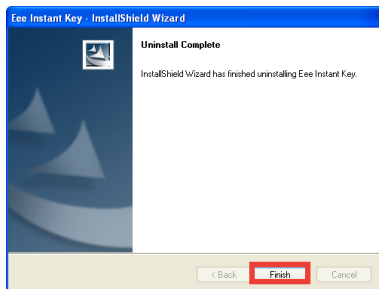 Eee Instant Key - InstallShield Wizard
Uninstall Complete
InstallShield Wizard has finished uninstalling Eee Instant Key.
< Back Finish Cancel